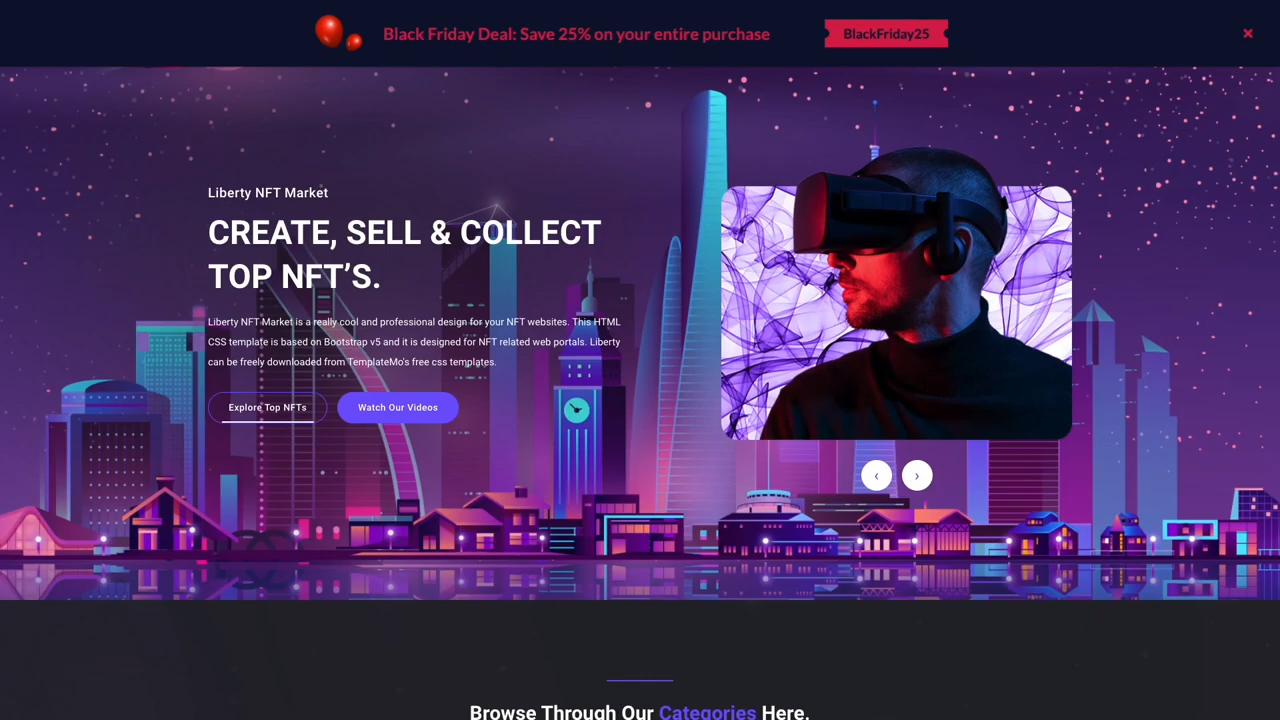 Black Friday Deal: Save 25% on your entire purchase
BlackFriday25
Liberty NFT Market
CREATE, SELL & COLLECT
TOP NFT’S.
Liberty NFT Market is a really cool and professional design for your NFT websites. This HTML
CSS template is based on Bootstrap v5 and it is designed for NFT related web portals. Liberty
can be freely downloaded from TemplateMo's free css templates.
Explore Top NFTs
Watch Our Videos
Browse Through Our Categories Here.